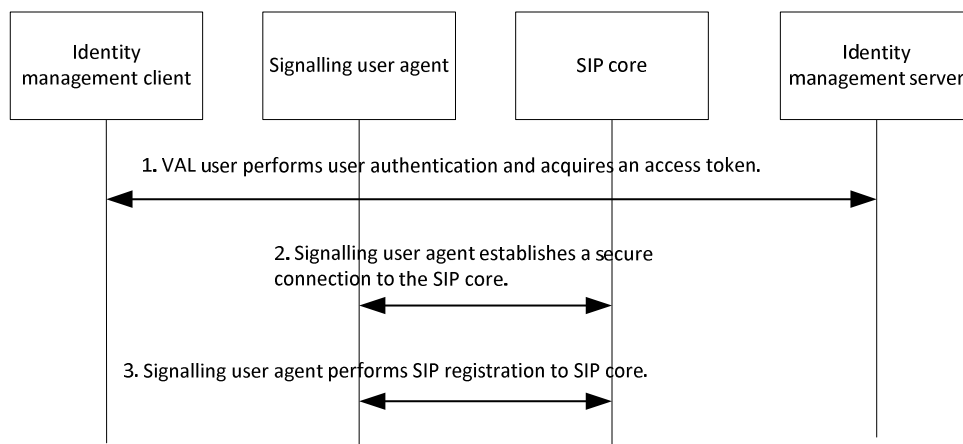 Identity
management client
Signalling user agent
SIP core
Identity
management server
1. VAL user performs user authentication and acquires an access token.
2. Signalling user agent establishes a secure
connection to the SIP core.
3. Signalling user agent performs SIP registration to SIP core.